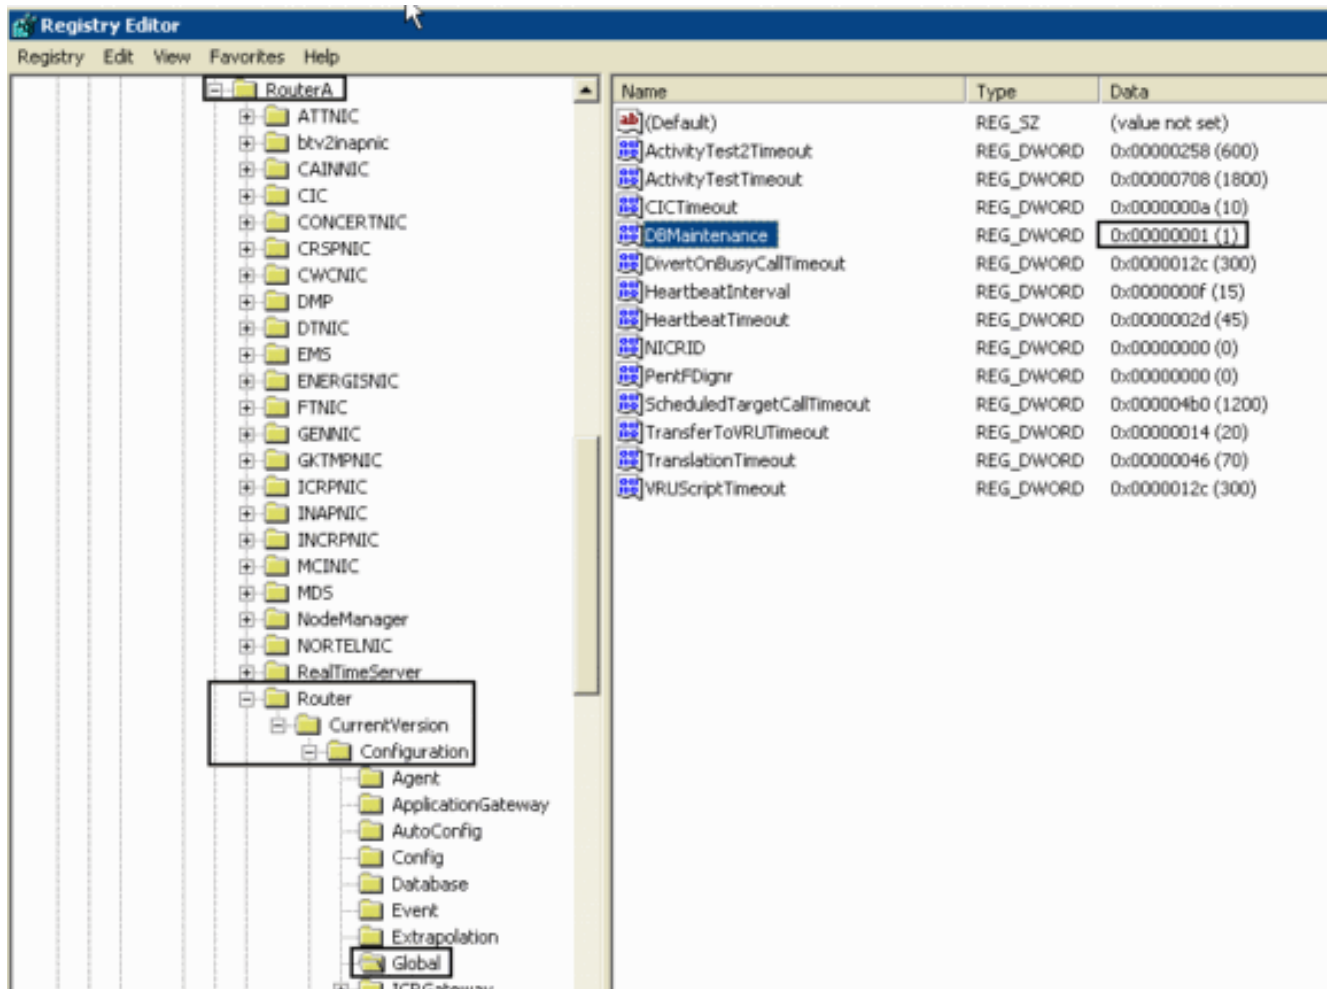 Registry Editor
Registry Edit View Favorites Help
RouterA
ATTNIC
btv2inapnic
CAINNIC
CIC
CONCERTNIC
CRSPNIC
CWCNIC
DMP
DTNIC
EMS
ENERGISNIC
FTNIC
GENNIC
GKTMPNIC
ICRPNIC
INAPNIC
INCRPNIC
MCINIC
MDS
NodeManager
NORTELNIC
RealTimeServer
Router
CurrentVersion
Configuration
Agent
ApplicationGateway
AutoConfig
Config
Database
Event
Extrapolation
Global
ICRGateway
Name Type Data
(Default) REG_SZ (value not set)
ActivityTest2Timeout REG_DWORD 0x00000258 (600)
ActivityTestTimeout REG_DWORD 0x00000708 (1800)
CICTimeout REG_DWORD 0x0000000a (10)
DBMaintenance REG_DWORD 0x00000001 (1)
DivertOnBusyCallTimeout REG_DWORD 0x0000012c (300)
HeartbeatInterval REG_DWORD 0x0000000f (15)
HeartbeatTimeout REG_DWORD 0x0000002d (45)
NICRID REG_DWORD 0x00000000 (0)
PentFDignr REG_DWORD 0x00000000 (0)
ScheduledTargetCallTimeout REG_DWORD 0x000004b0 (1200)
TransferToVRUTimeout REG_DWORD 0x00000014 (20)
TranslationTimeout REG_DWORD 0x00000046 (70)
VRUScriptTimeout REG_DWORD 0x0000012c (300)